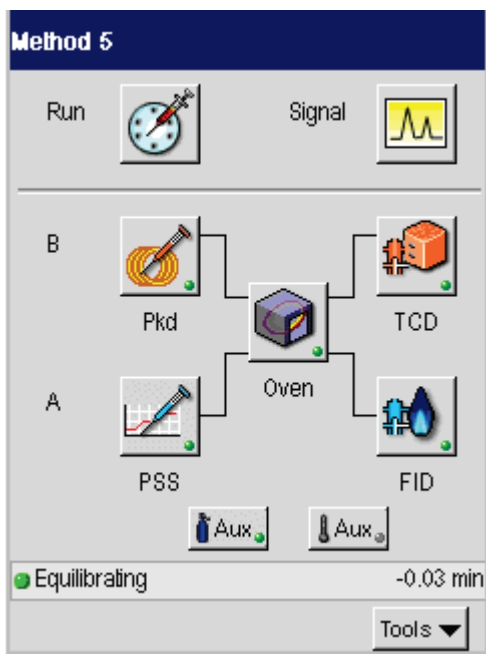 Method 5
Run Signal
B
Pkd TCD
Oven
A
PSS FID
Aux Aux
Equilibrating -0.03 min
Tools